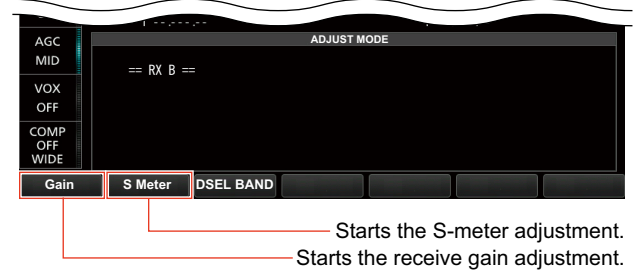 AGC
MID
VOX
OFF
COMP
OFF
WIDE
ADJUST MODE
== RX B ==
Gain
S Meter
DSEL BAND
Starts the S-meter adjustment.
Starts the receive gain adjustment.